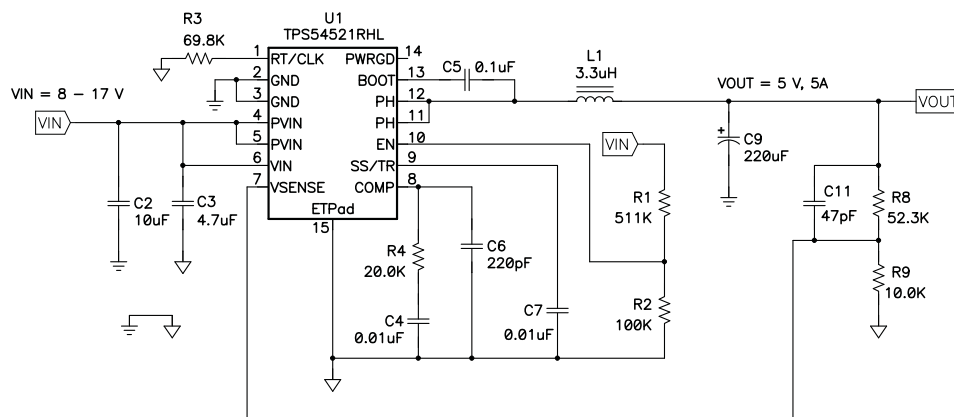 U1
TPS54521RHL
R3
69.8K
1 RT/CLK
2 GND
3 GND
4 PVIN
5 PVIN
6 VIN
7 VSENSE
ETPad
15
PWRGD 14
BOOT 13
PH 12
PH 11
EN 10
SS/TR 9
COMP 8
VIN = 8 – 17 V
VIN
C2
10uF
C3
4.7uF
C5 0.1uF
L1
3.3uH
VOUT = 5 V, 5A
VOUT
C9
220uF
+
VIN
R1
511K
C11
47pF
R8
52.3K
R4
20.0K
C6
220pF
R9
10.0K
C4
0.01uF
C7
0.01uF
R2
100K